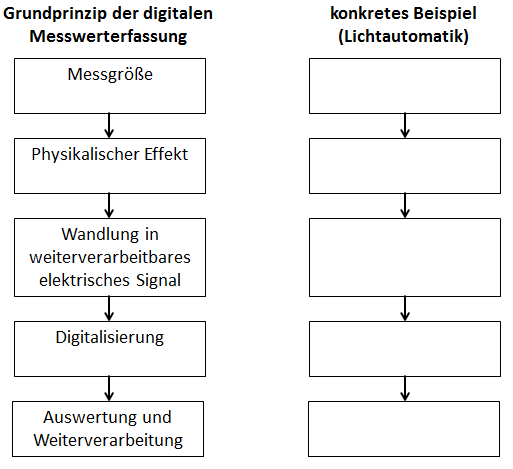 Grundprinzip der digitalen
Messwerterfassung
konkretes Beispiel
(Lichtautomatik)
Messgröße
Physikalischer Effekt
Wandlung in
weiterverarbeitbares
elektrisches Signal
Digitalisierung
Auswertung und
Weiterverarbeitung